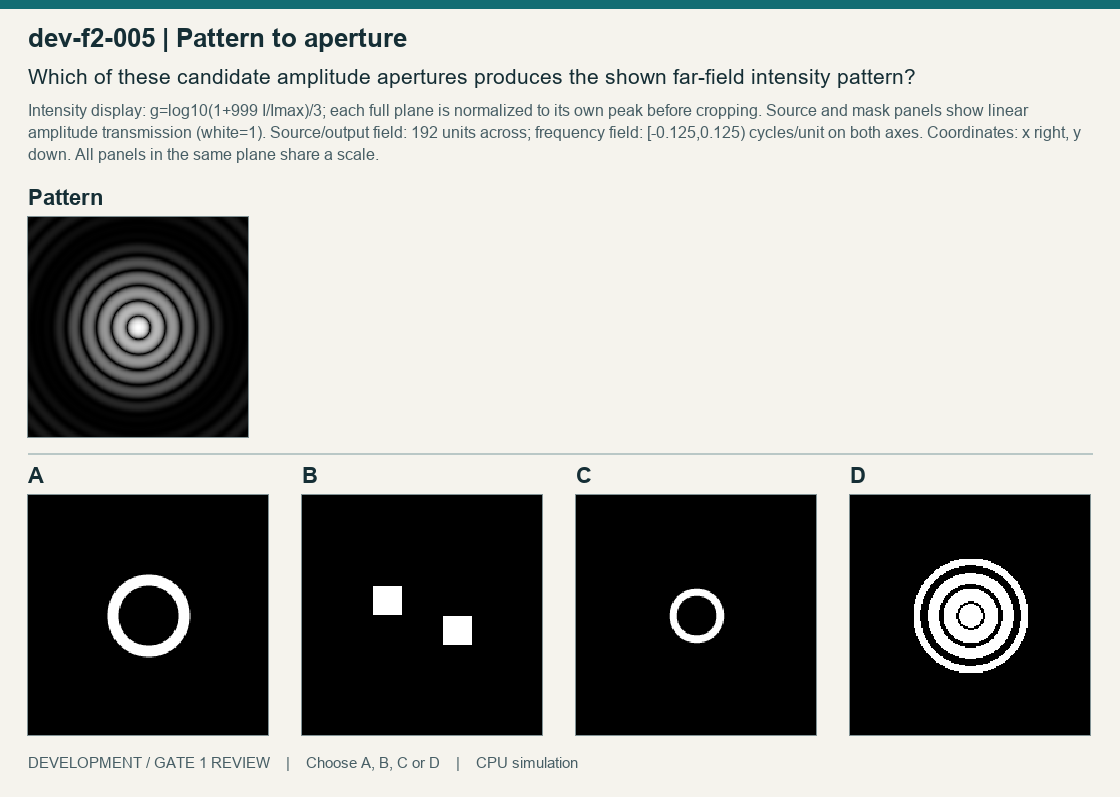 dev-f2-005 | Pattern to aperture
Which of these candidate amplitude apertures produces the shown far-field intensity pattern?
Intensity display: g=log10(1+999 I/Imax)/3; each full plane is normalized to its own peak before cropping. Source and mask panels show linear
amplitude transmission (white=1). Source/output field: 192 units across; frequency field: [-0.125,0.125) cycles/unit on both axes. Coordinates: x right, y
down. All panels in the same plane share a scale.
Pattern
A B C D
DEVELOPMENT / GATE 1 REVIEW | Choose A, B, C or D | CPU simulation